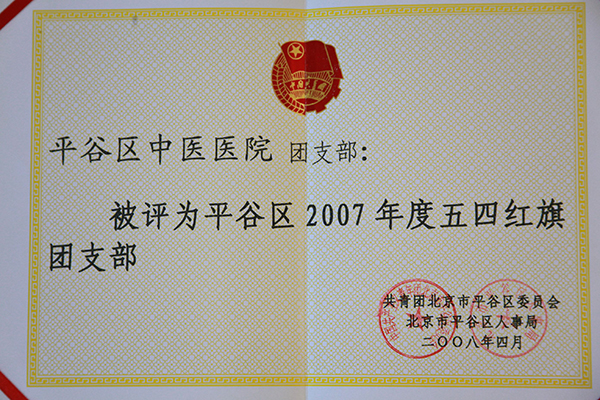 平谷区中医医院 团支部:
被评为平谷区2007年度五四红旗
团支部
共青团北京市平谷区委员会
北京市平谷区人事局
二〇〇八年四月